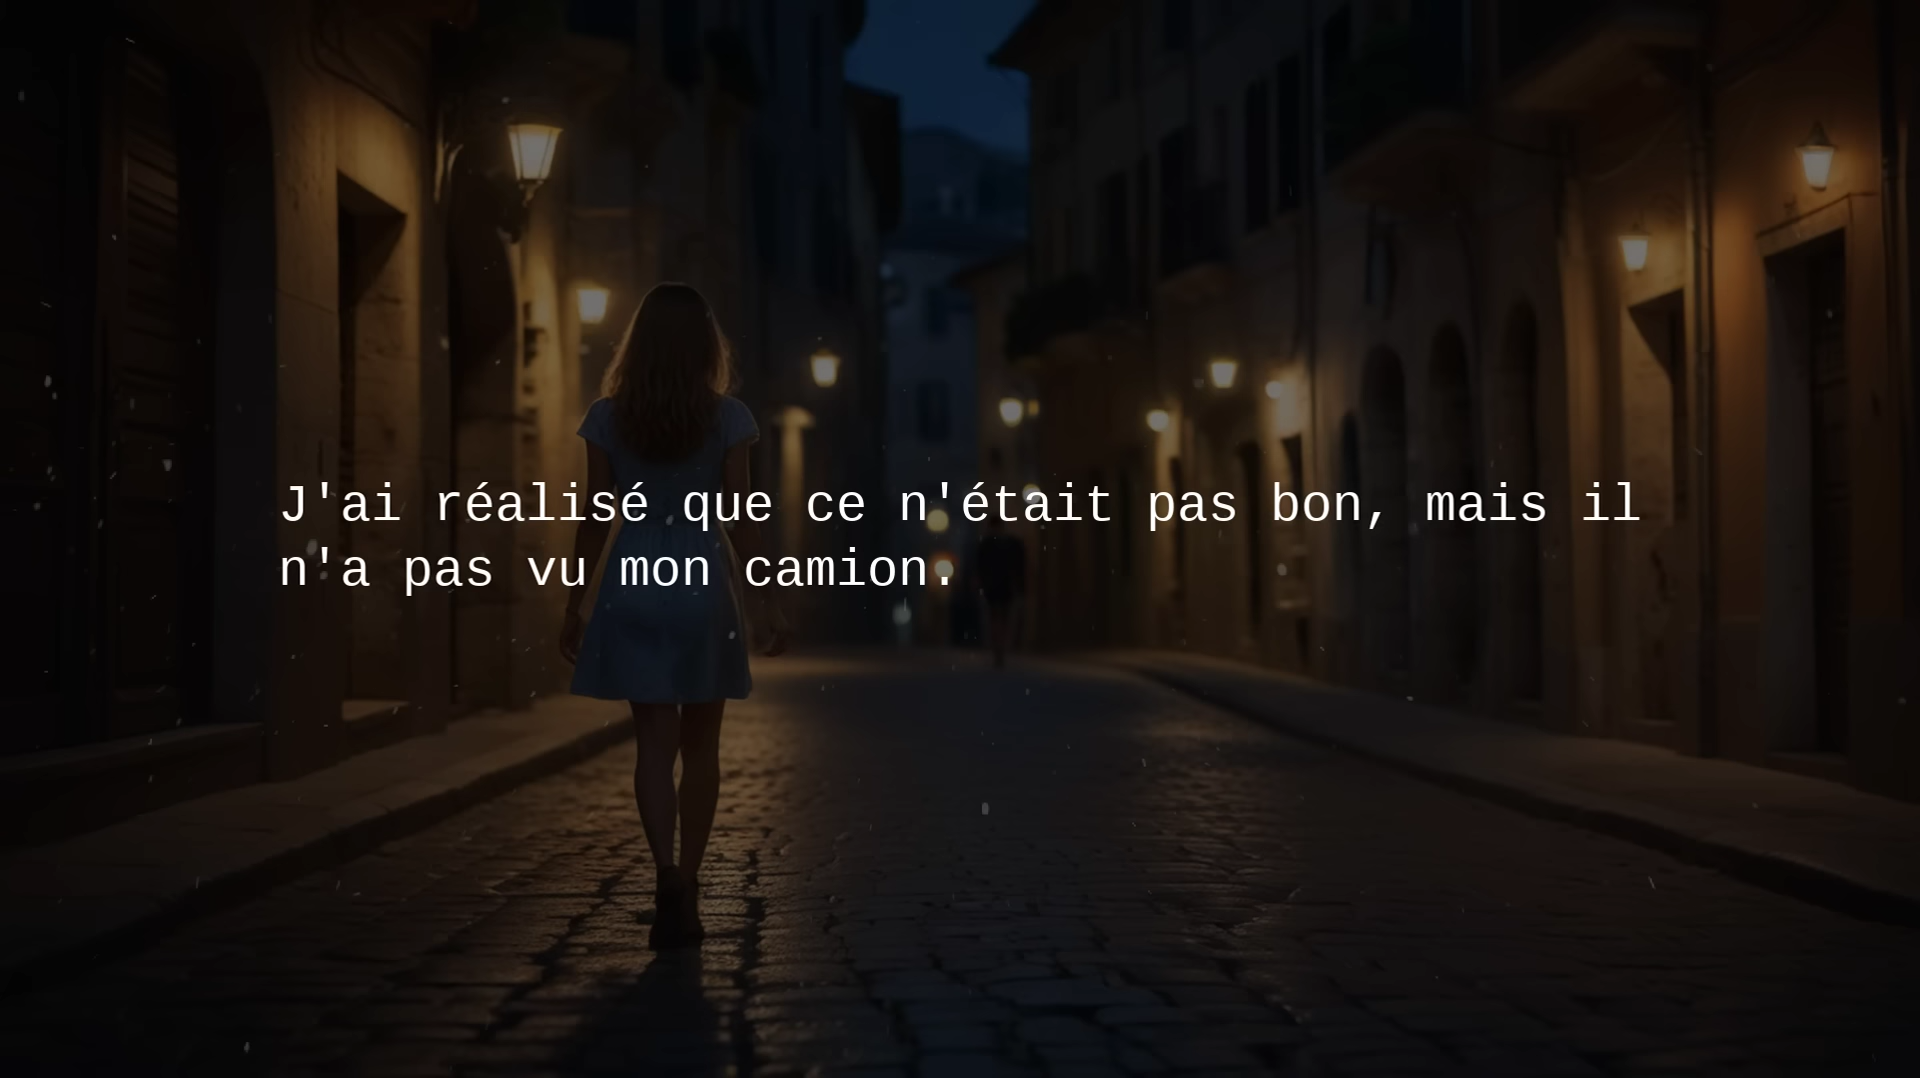 J'ai réalisé que ce n'était pas bon, mais il
n'a pas vu mon camion.